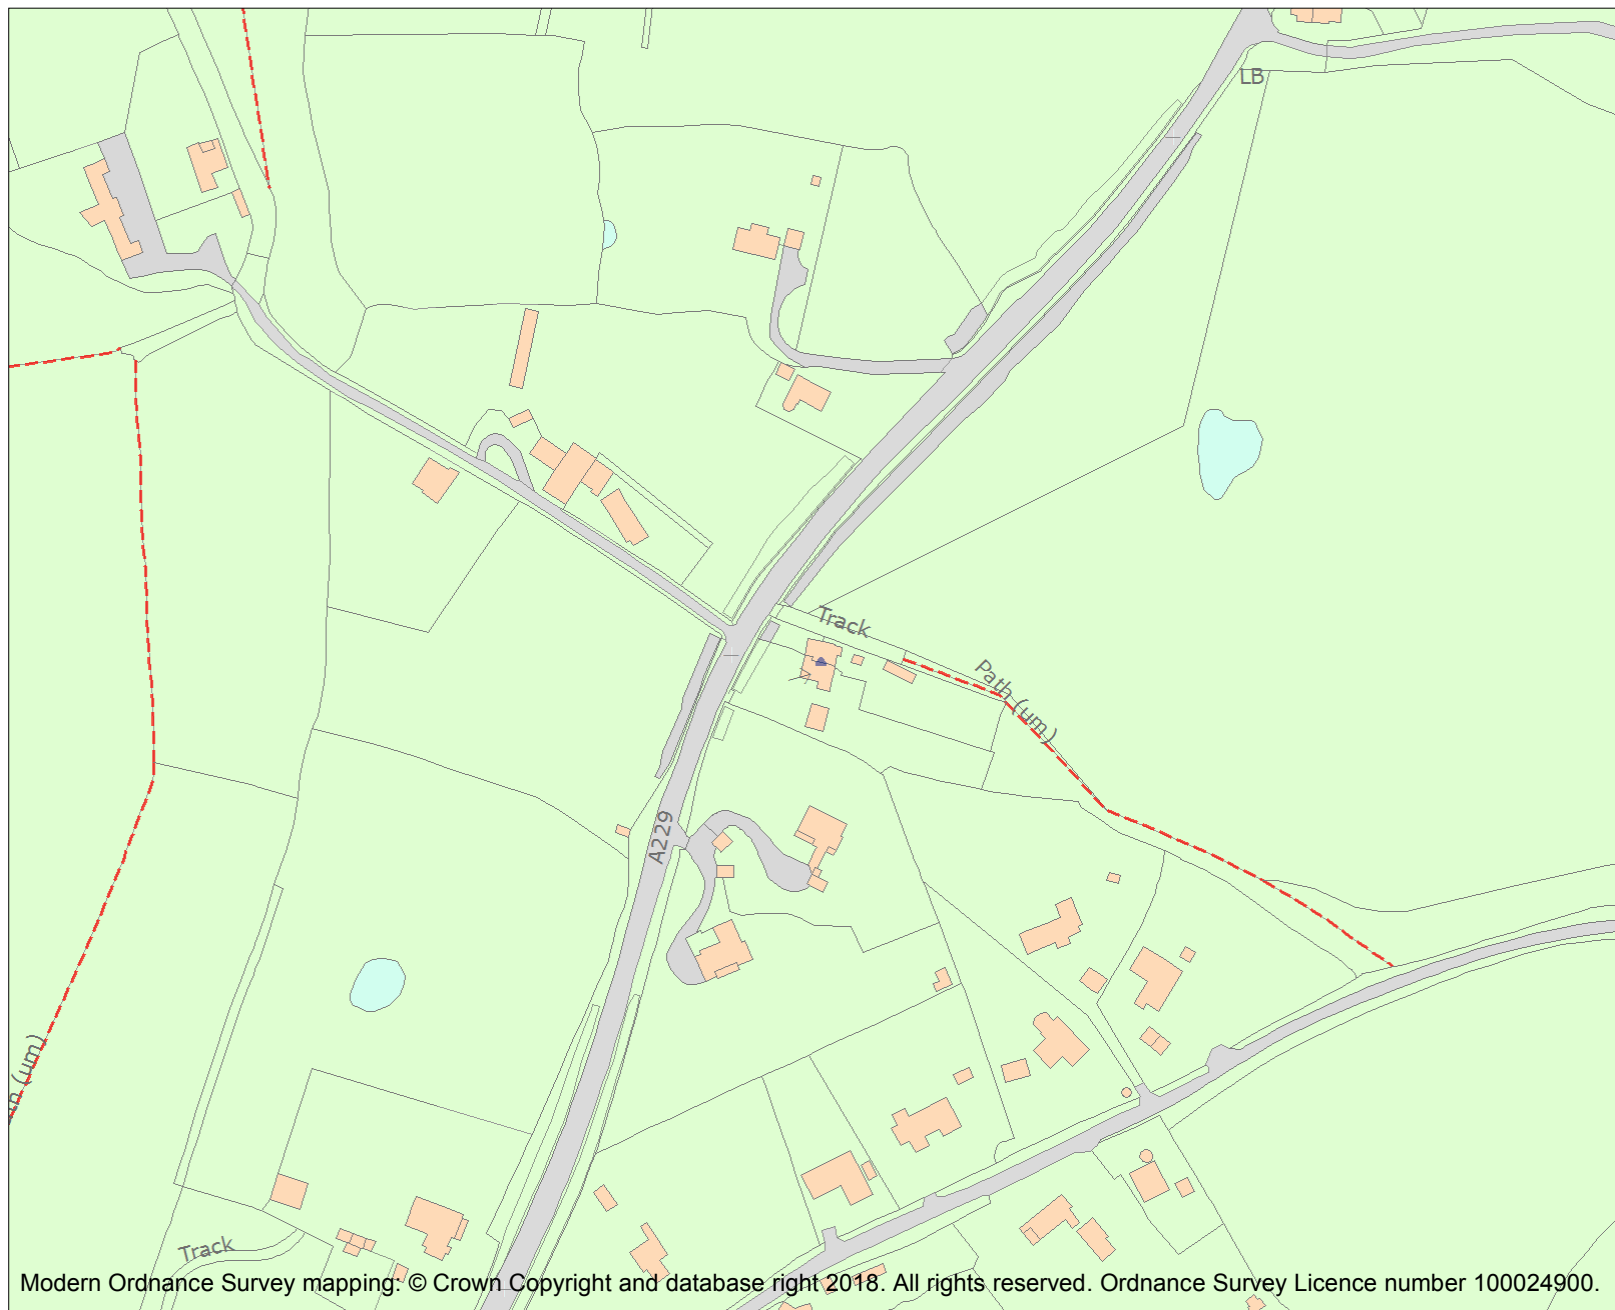 LB
Track
Path (um)
A229
(um)
Track
Modern Ordnance Survey mapping: © Crown Copyright and database right 2018. All rights reserved. Ordnance Survey Licence number 100024900.